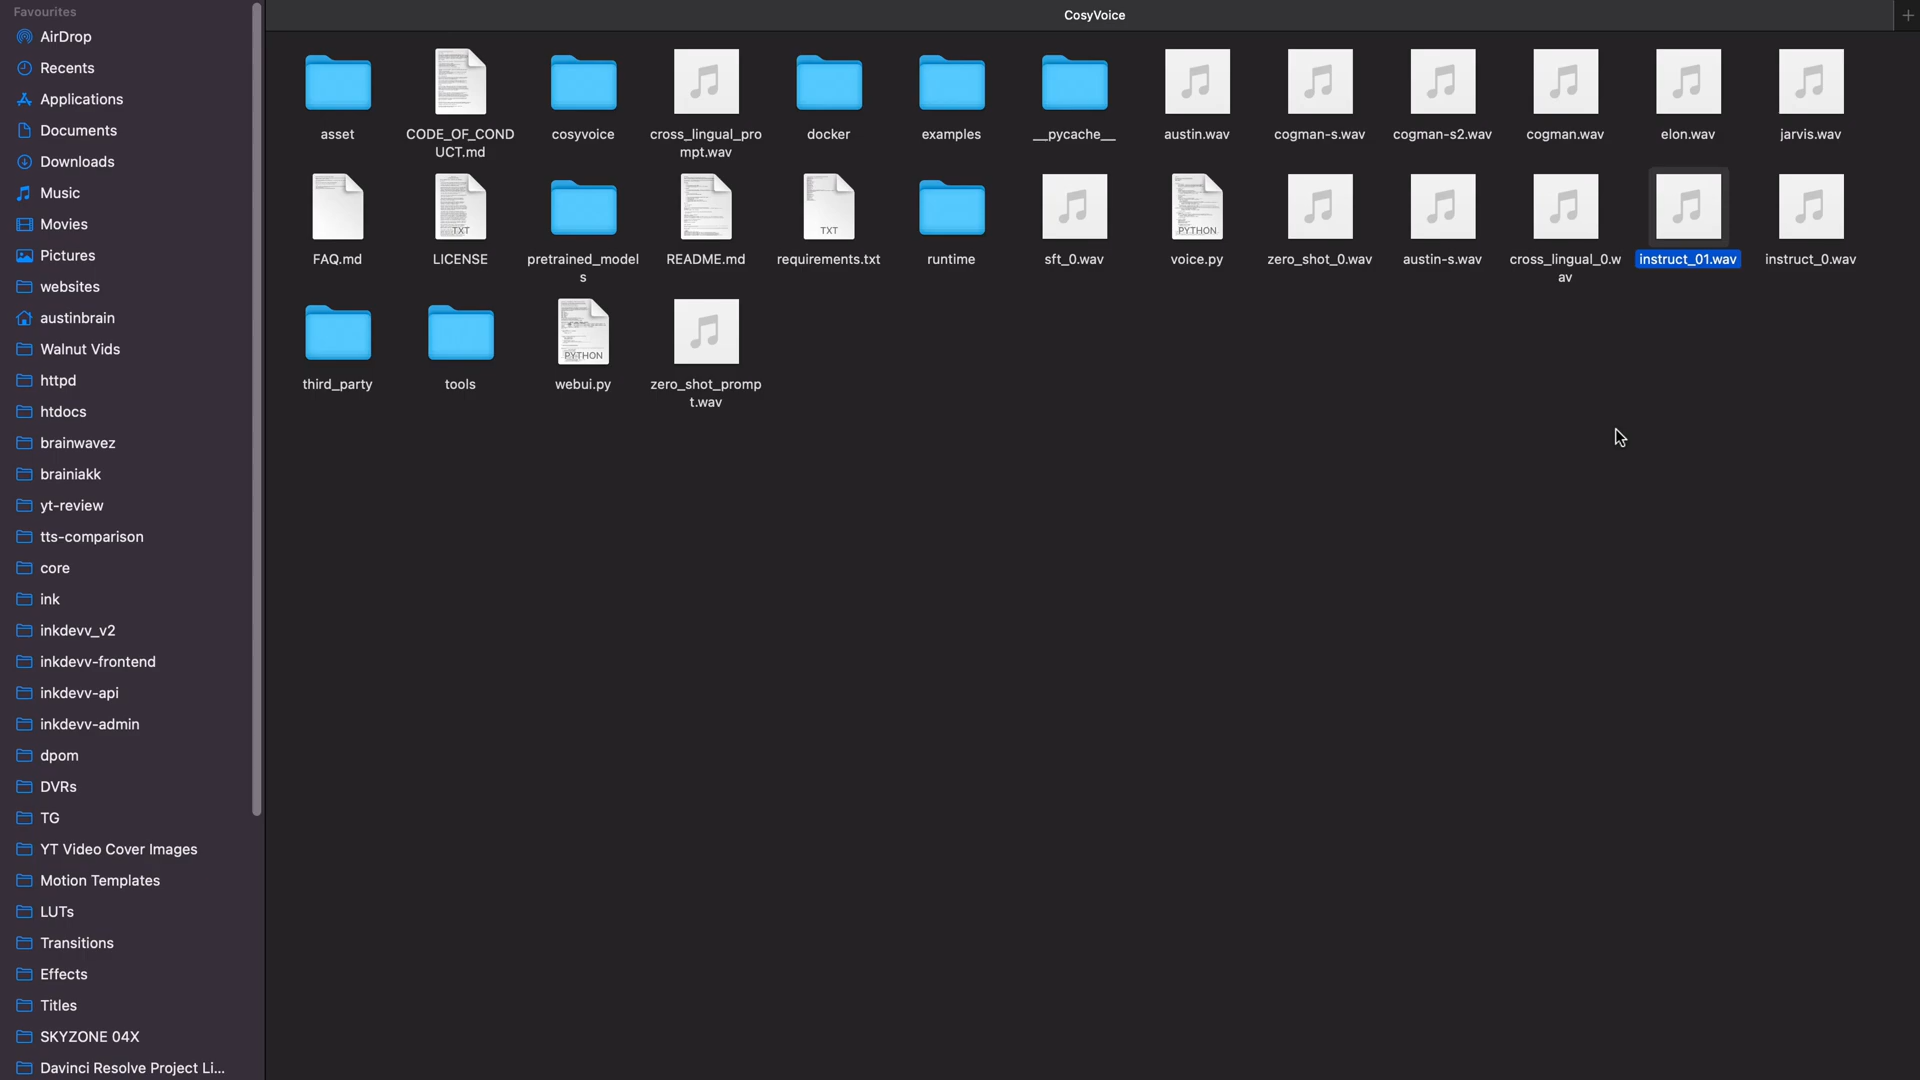 Favourites
AirDrop
Recents
Applications
Documents
Downloads
Music
Movies
Pictures
websites
austinbrain
Walnut Vids
httpd
htdocs
brainwavez
brainiakk
yt-review
tts-comparison
core
ink
inkdevv_v2
inkdevv-frontend
inkdevv-api
inkdevv-admin
dpom
DVRs
TG
YT Video Cover Images
Motion Templates
LUTs
Transitions
Effects
Titles
SKYZONE 04X
Davinci Resolve Project Li...
CosyVoice
asset
CODE_OF_COND
UCT.md
cosyvoice
cross_lingual_pro
mpt.wav
docker
examples
__pycache__
austin.wav
cogman-s.wav
cogman-s2.wav
cogman.wav
elon.wav
jarvis.wav
FAQ.md
TXT
LICENSE
pretrained_model
s
README.md
TXT
requirements.txt
runtime
sft_0.wav
PYTHON
voice.py
zero_shot_0.wav
austin-s.wav
cross_lingual_0.w
av
instruct_01.wav
instruct_0.wav
third_party
tools
PYTHON
webui.py
zero_shot_promp
t.wav